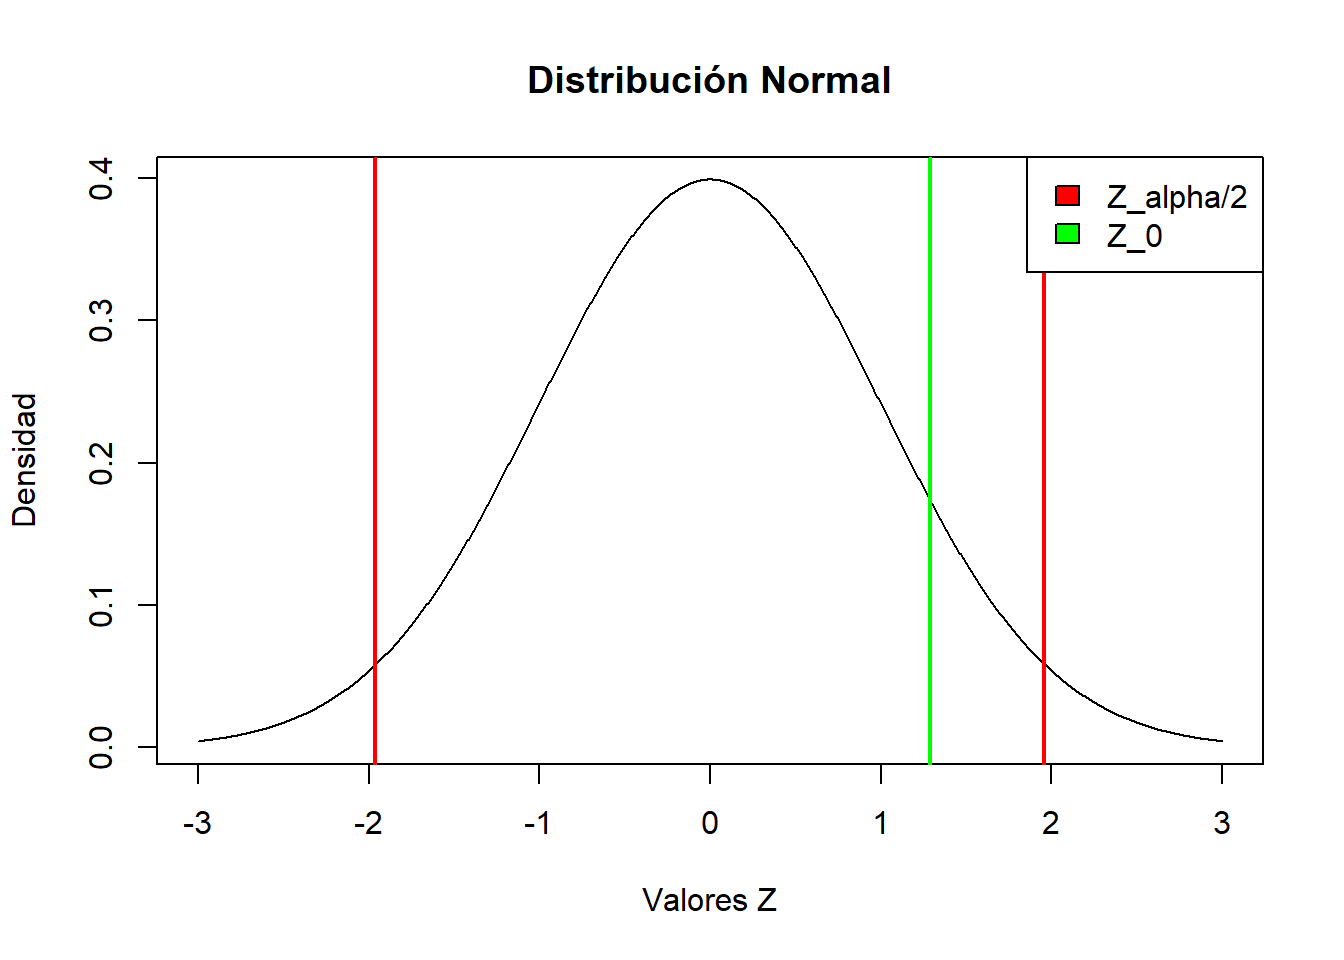 Distribución Normal
Z_alpha/2
Z_0
Densidad
0.4
0.3
0.2
0.1
0.0
-3 -2 -1 0 1 2 3
Valores Z